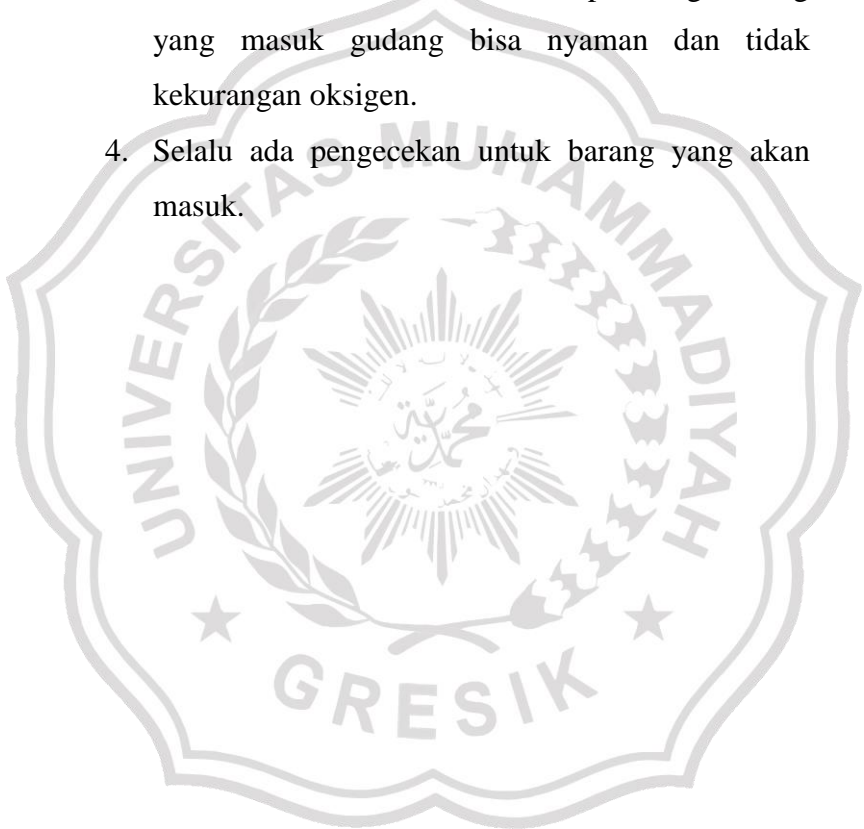 yang masuk gudang bisa nyaman dan tidak
kekurangan oksigen.
4. Selalu ada pengecekan untuk barang yang akan
masuk.
UNIVERSITAS MUHAMMADIYAH
GRESIK
محمدية